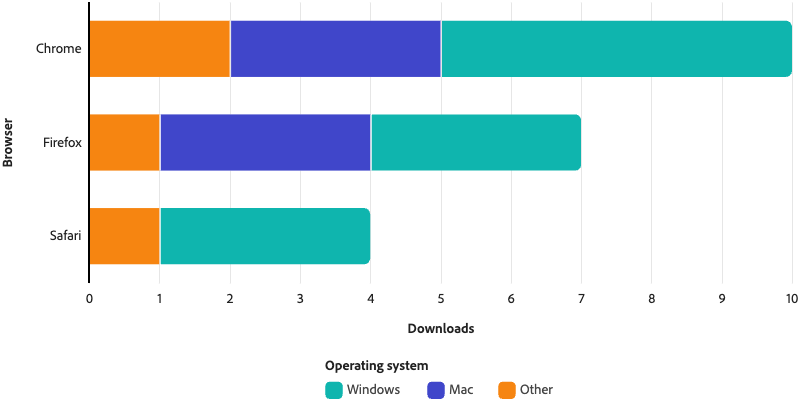 Browser
Chrome
Firefox
Safari
0 1 2 3 4 5 6 7 8 9 10
Downloads
Operating system
Windows Mac Other